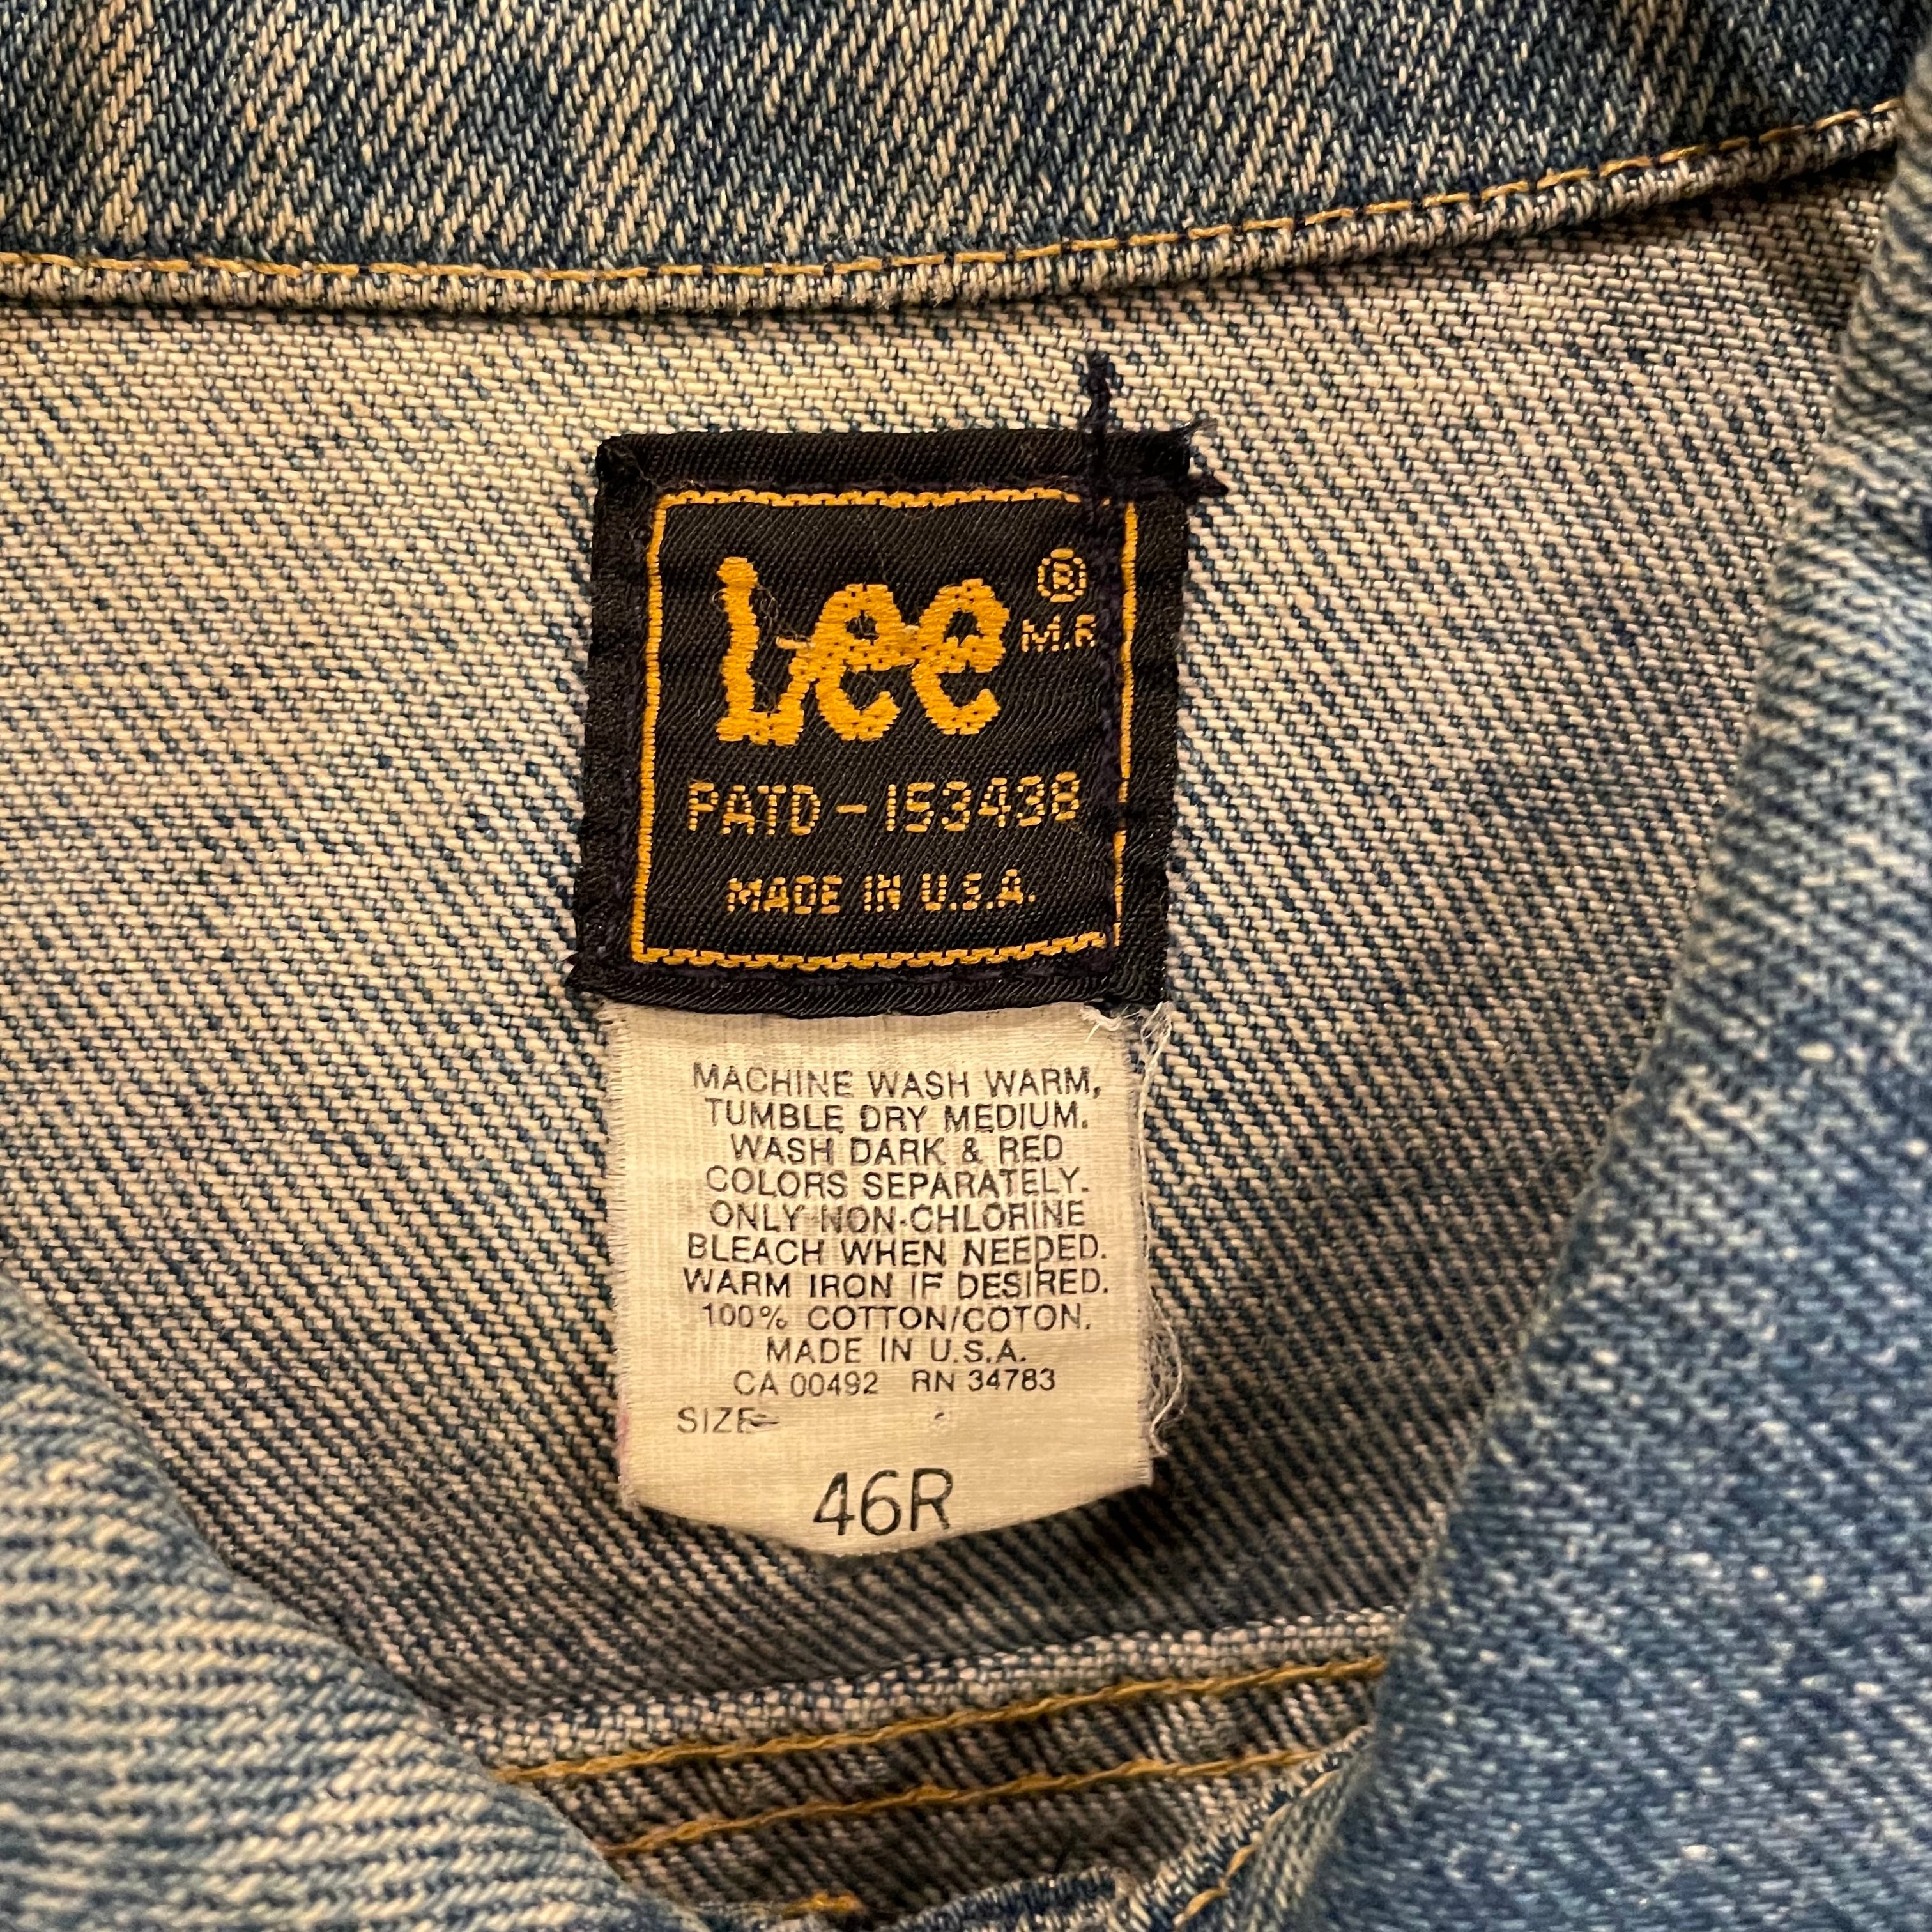 Lee ®
M.R
PATD-153438
MADE IN U.S.A.
MACHINE WASH WARM,
TUMBLE DRY MEDIUM.
WASH DARK & RED
COLORS SEPARATELY.
ONLY NON-CHLORINE
BLEACH WHEN NEEDED.
WARM IRON IF DESIRED.
100% COTTON/COTON.
MADE IN U.S.A.
CA 00492 RN 34783
SIZE-
46R